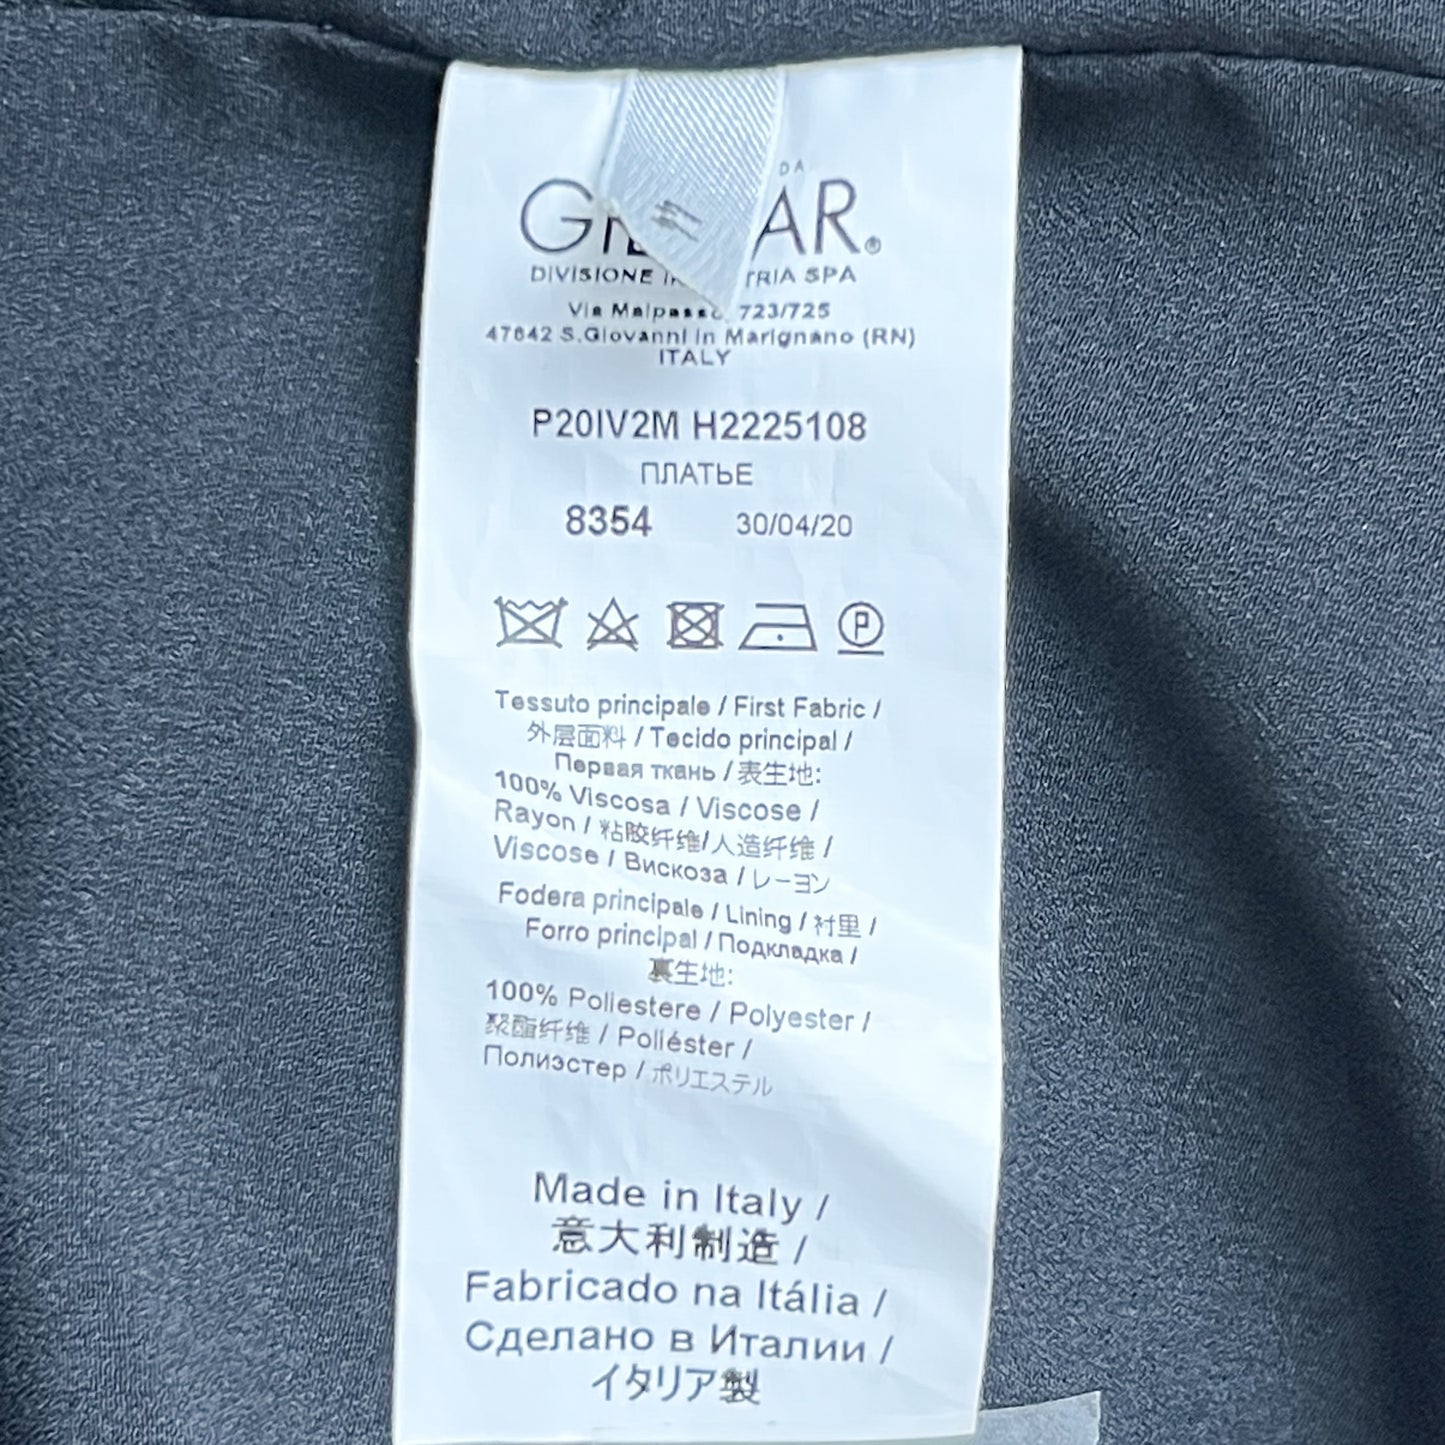 DA
AR®
DIVISIONE TRIA SPA
Via Malpasso, 723/725
47842 S.Giovanni in Marignano (RN)
ITALY
P20IV2M H2225108
ПЛАТЬЕ
8354 30/04/20
P
Tessuto principale / First Fabric /
外层面料 / Tecido principal /
Первая ткань / 表生地:
100% Viscosa / Viscose /
Rayon / 粘胶纤维/人造纤维 /
Viscose / Вискоза / レーヨン
Fodera principale / Lining / 衬里 /
Forro principal / Подкладка /
裏生地:
100% Poliestere / Polyester /
聚酯纤维 / Poliéster /
Полиэстер / ポリエステル
Made in Italy /
意大利制造 /
Fabricado na Itália /
Сделано в Италии /
イタリア製